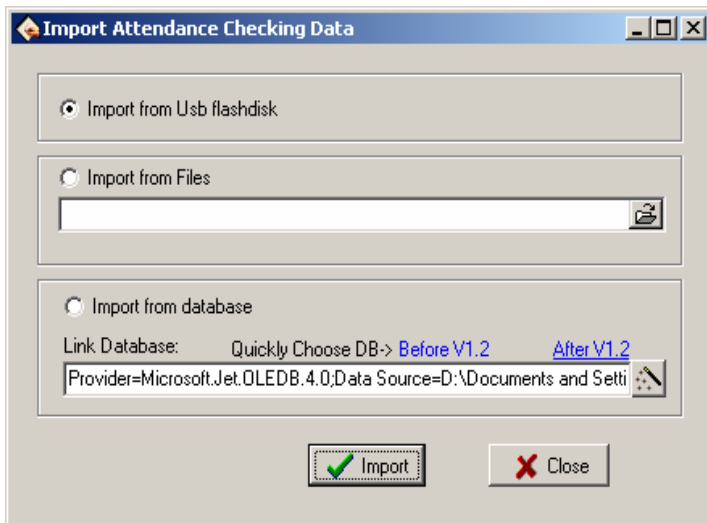 Import Attendance Checking Data
Import from Usb flashdisk
Import from Files
Import from database
Link Database: Quickly Choose DB-> Before V1.2 After V1.2
Provider=Microsoft.Jet.OLEDB.4.0;Data Source=D:\Documents and Setti
Import Close